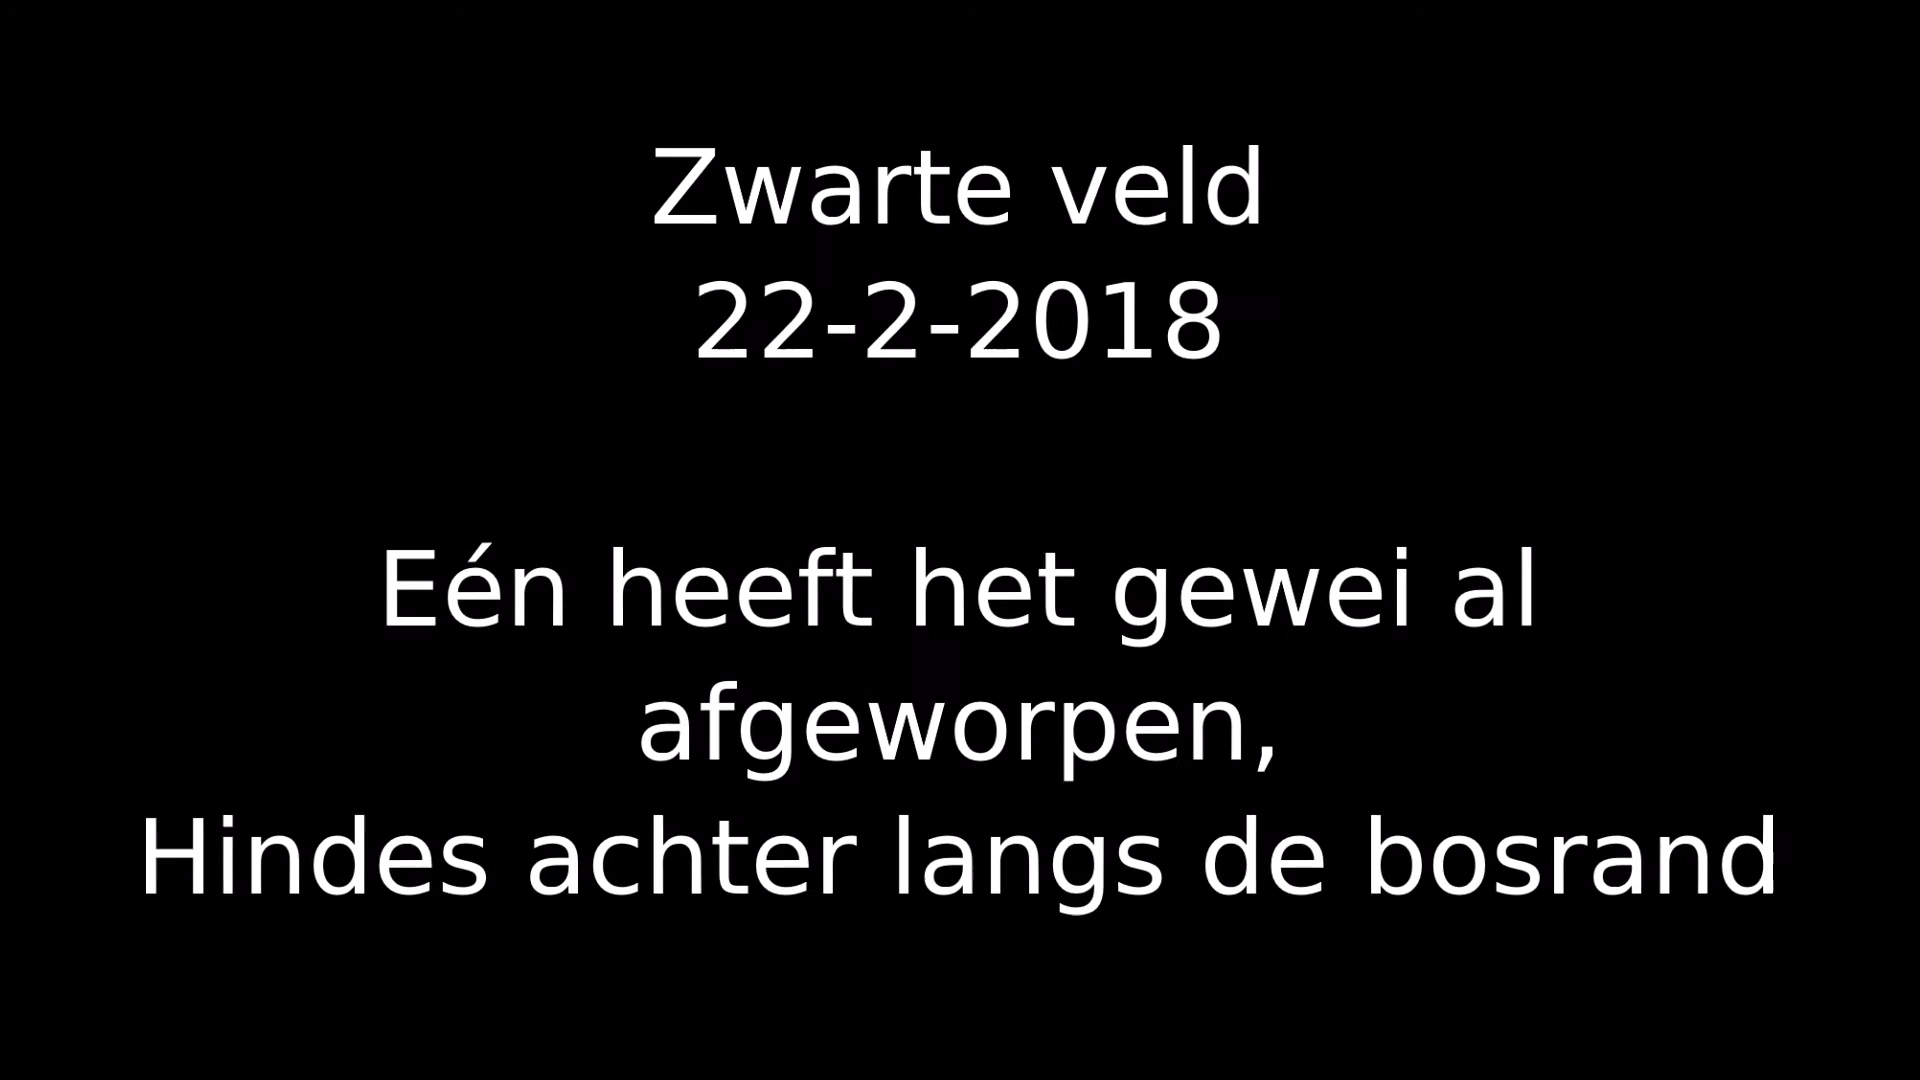 Zwarte veld
22-2-2018
Eén heeft het gewei al
afgeworpen,
Hindes achter langs de bosrand